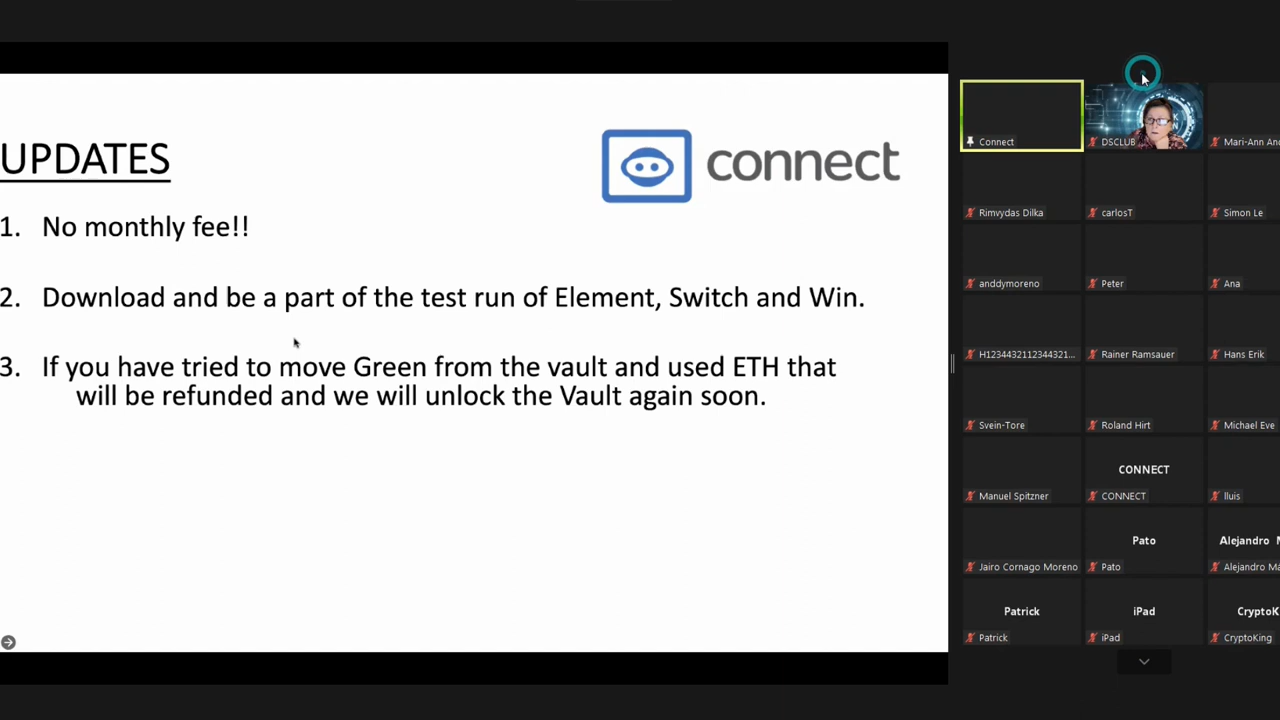 UPDATES
connect
1. No monthly fee!!
2. Download and be a part of the test run of Element, Switch and Win.
3. If you have tried to move Green from the vault and used ETH that
will be refunded and we will unlock the Vault again soon.
Connect
DSCLUB
Mari-Ann And
Rimvydas Dilka
carlosT
Simon Le
anddymoreno
Peter
Ana
H1234432112344321...
Rainer Ramsauer
Hans Erik
Svein-Tore
Roland Hirt
Michael Eve
CONNECT
Manuel Spitzner
CONNECT
lluis
Pato
Alejandro M
Jairo Cornago Moreno
Pato
Alejandro Ma
Patrick
iPad
CryptoK
Patrick
iPad
CryptoKing